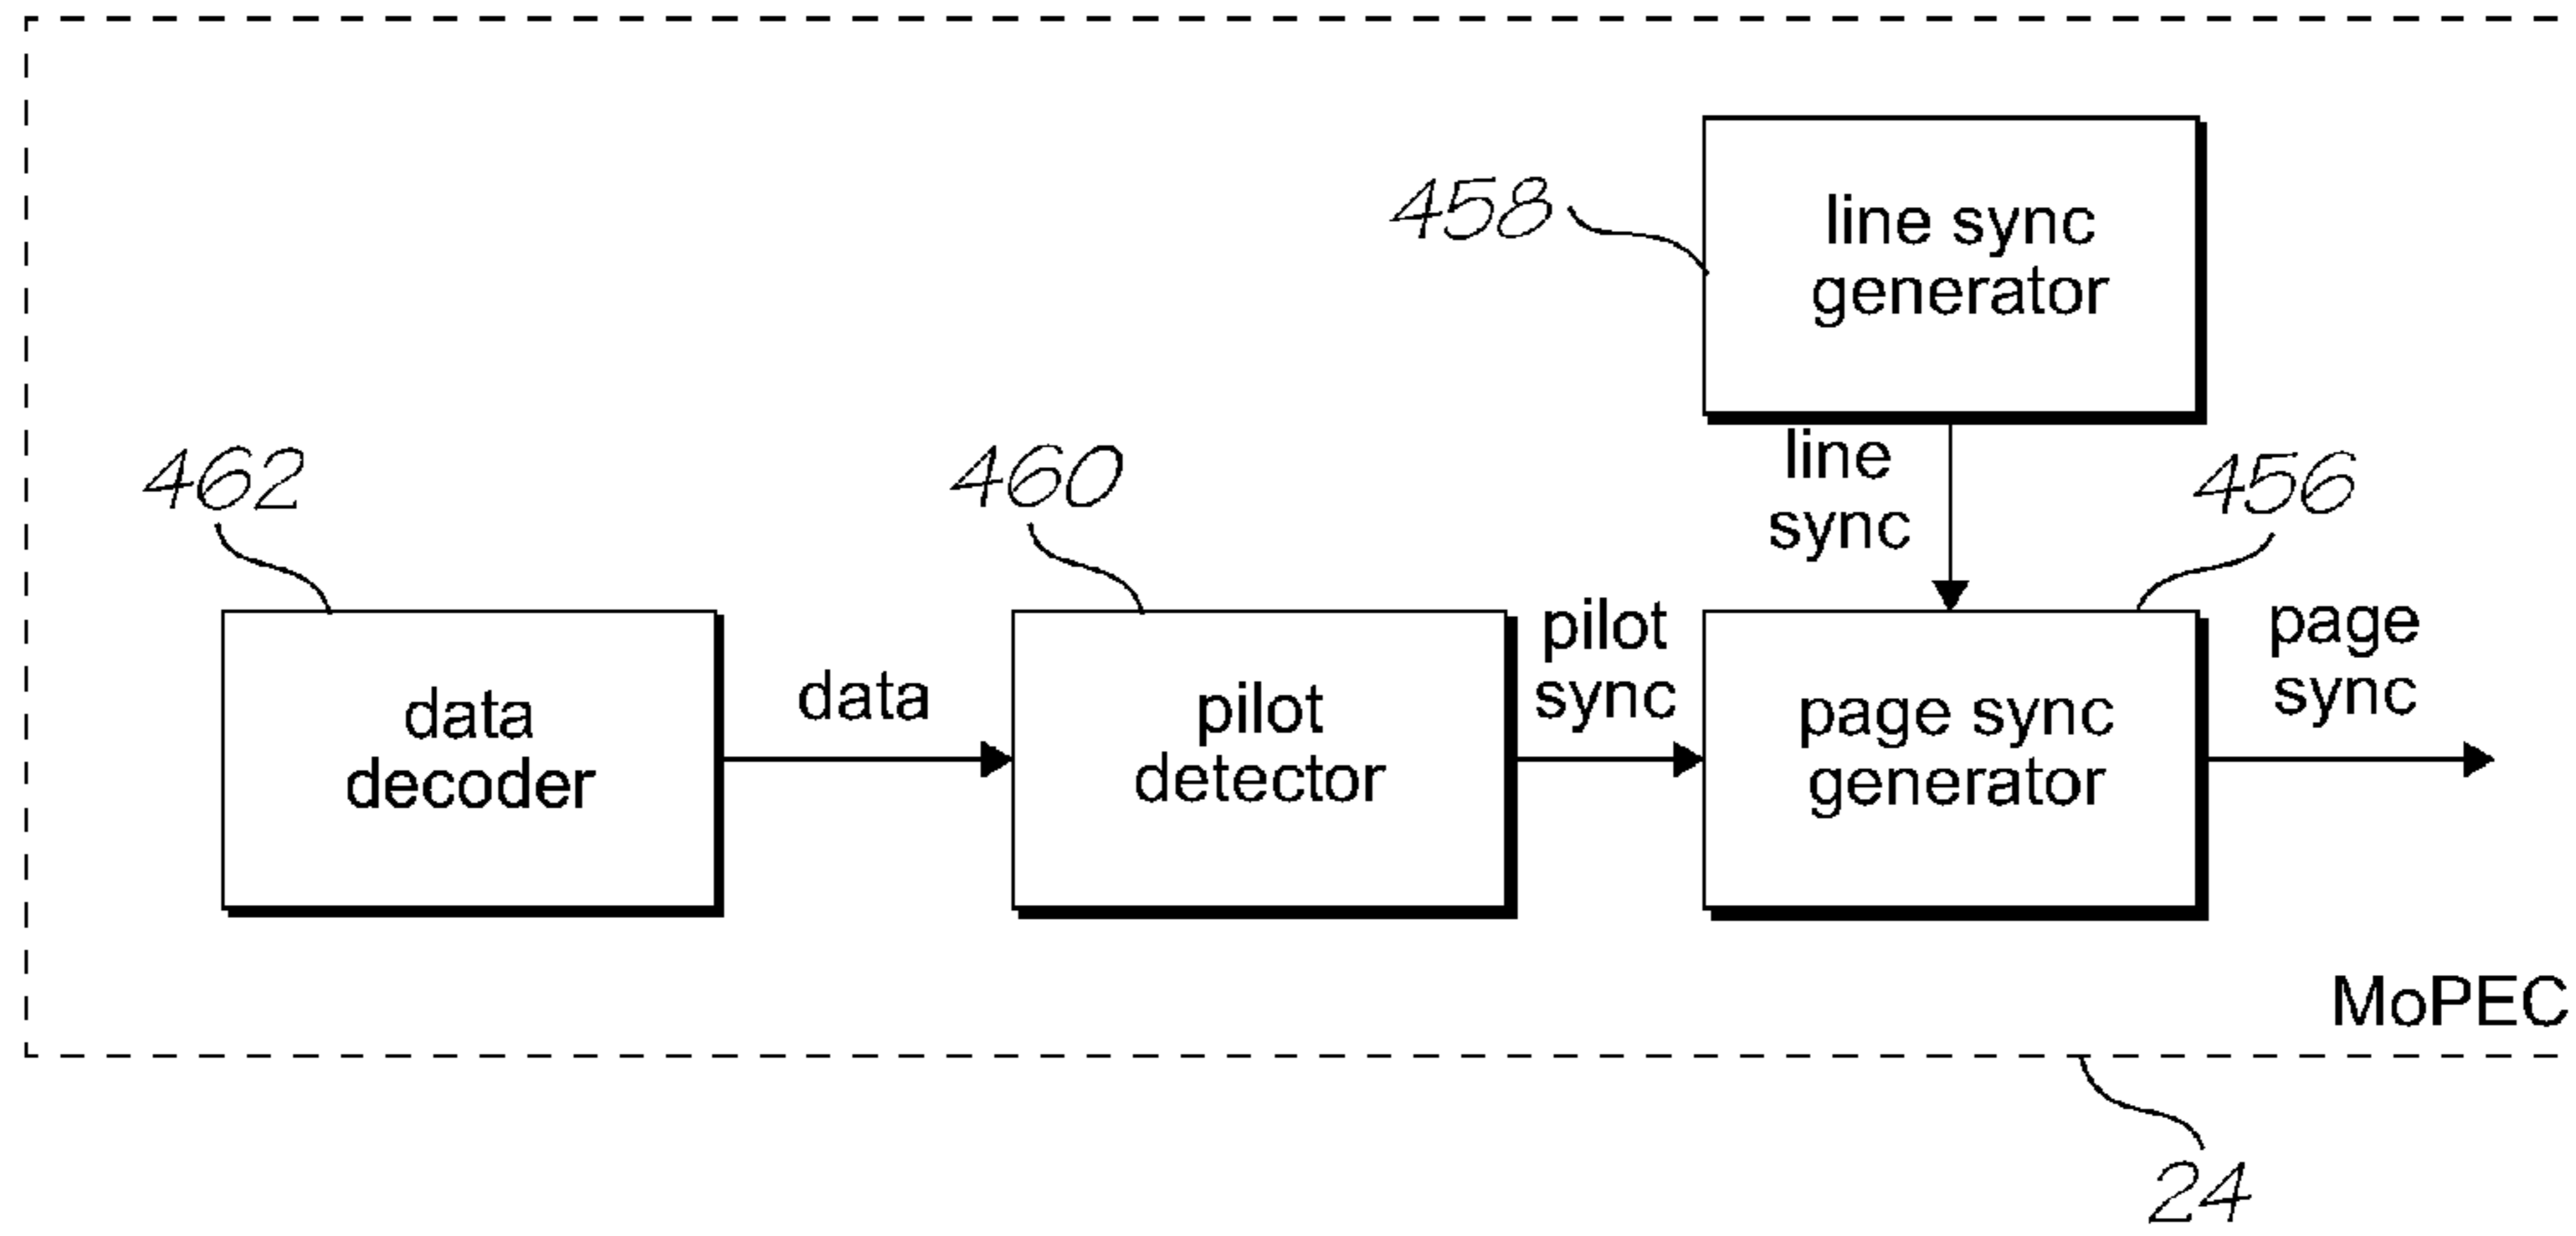 458
line sync
generator
line
sync
456
462
460
data
decoder
data
pilot
detector
pilot
sync
page sync
generator
page
sync
MoPEC
24